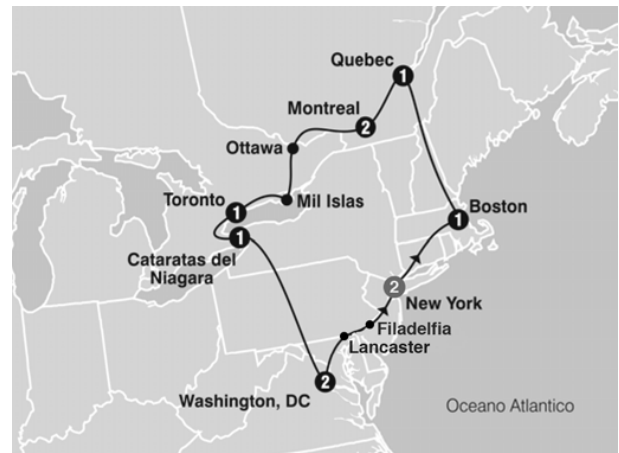 Quebec
1
Montreal
2
Ottawa
Toronto
1
Mil Islas
1
Boston
1
Cataratas del
Niagara
2
New York
Filadelfia
Lancaster
Washington, DC
2
Oceano Atlantico